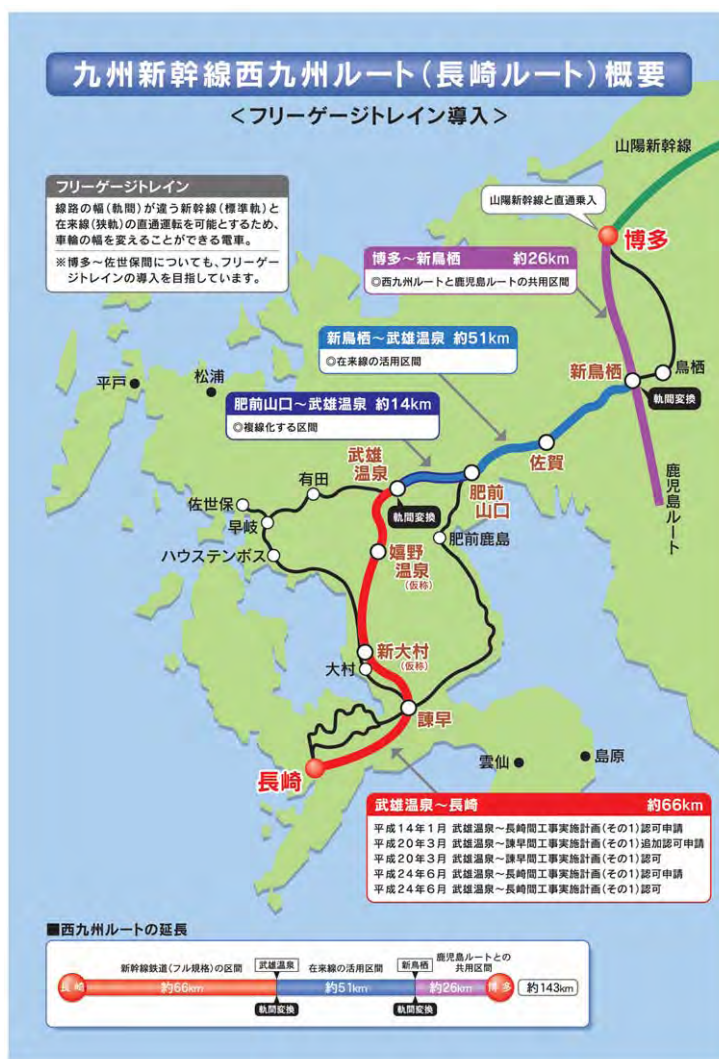 九州新幹線西九州ルート(長崎ルート)概要
<フリーゲージトレイン導入>
山陽新幹線
フリーゲージトレイン
線路の幅(軌間)が違う新幹線(標準軌)と
在来線(狭軌)の直通運転を可能とするため、
車輪の幅を変えることができる電車。
※博多~佐世保間についても、フリーゲー
ジトレインの導入を目指しています。
山陽新幹線と直通乗入
博多
博多~新鳥栖 約26km
◎西九州ルートと鹿児島ルートの共用区間
新鳥栖~武雄温泉 約51km
◎在来線の活用区間
新鳥栖
鳥栖
軌間変換
平戸
松浦
肥前山口~武雄温泉 約14km
◎複線化する区間
武雄
温泉
佐賀
有田
肥前
山口
鹿児島ルート
佐世保
早岐
軌間変換
肥前鹿島
ハウステンボス
嬉野
温泉
(仮称)
新大村
(仮称)
大村
諫早
長崎
雲仙
島原
武雄温泉~長崎 約66km
平成14年1月 武雄温泉~長崎間工事実施計画(その1)認可申請
平成20年3月 武雄温泉~諫早間工事実施計画(その1)追加認可申請
平成20年3月 武雄温泉~諫早間工事実施計画(その1)認可
平成24年6月 武雄温泉~長崎間工事実施計画(その1)認可申請
平成24年6月 武雄温泉~長崎間工事実施計画(その1)認可
■西九州ルートの延長
新幹線鉄道(フル規格)の区間
武雄温泉
在来線の活用区間
新鳥栖
鹿児島ルートとの
共用区間
長崎
約66km
約51km
約26km
博多
約143km
軌間変換
軌間変換